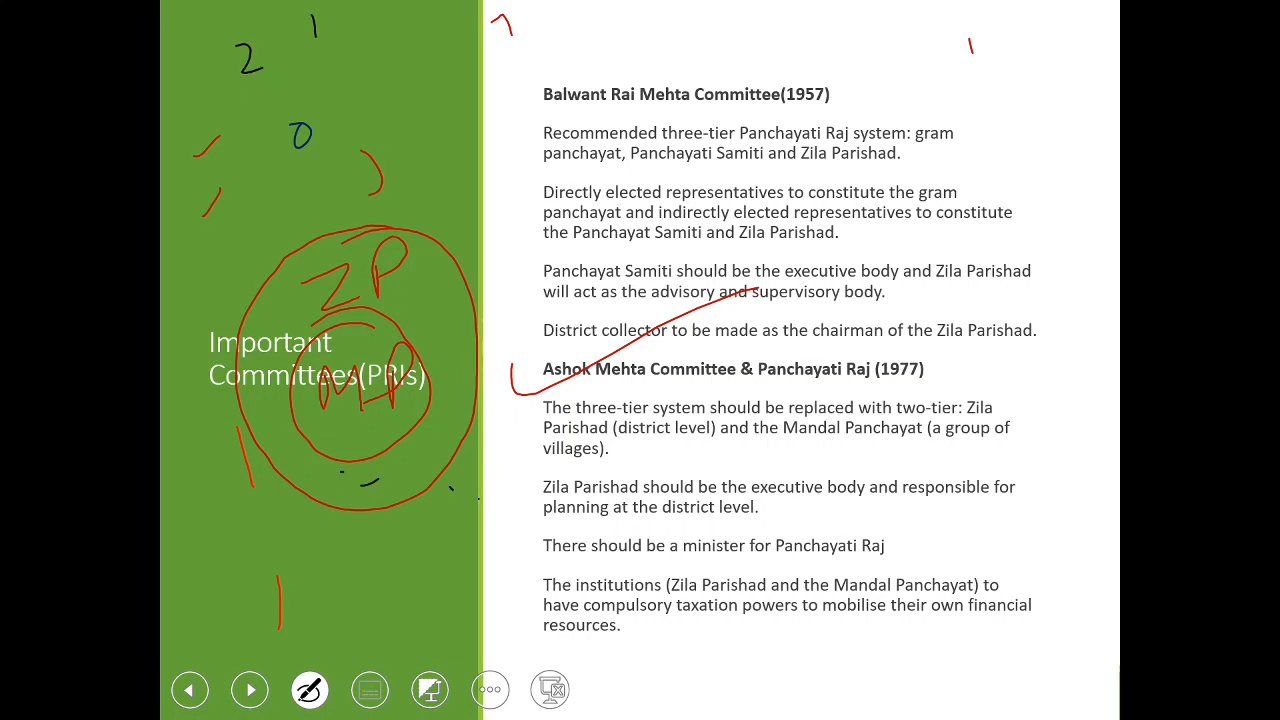 1
2
0
ZP
MP
Important
Committees(PRIs)
Balwant Rai Mehta Committee(1957)
Recommended three-tier Panchayati Raj system: gram
panchayat, Panchayati Samiti and Zila Parishad.
Directly elected representatives to constitute the gram
panchayat and indirectly elected representatives to constitute
the Panchayat Samiti and Zila Parishad.
Panchayat Samiti should be the executive body and Zila Parishad
will act as the advisory and supervisory body.
District collector to be made as the chairman of the Zila Parishad.
Ashok Mehta Committee & Panchayati Raj (1977)
The three-tier system should be replaced with two-tier: Zila
Parishad (district level) and the Mandal Panchayat (a group of
villages).
Zila Parishad should be the executive body and responsible for
planning at the district level.
There should be a minister for Panchayati Raj
The institutions (Zila Parishad and the Mandal Panchayat) to
have compulsory taxation powers to mobilise their own financial
resources.